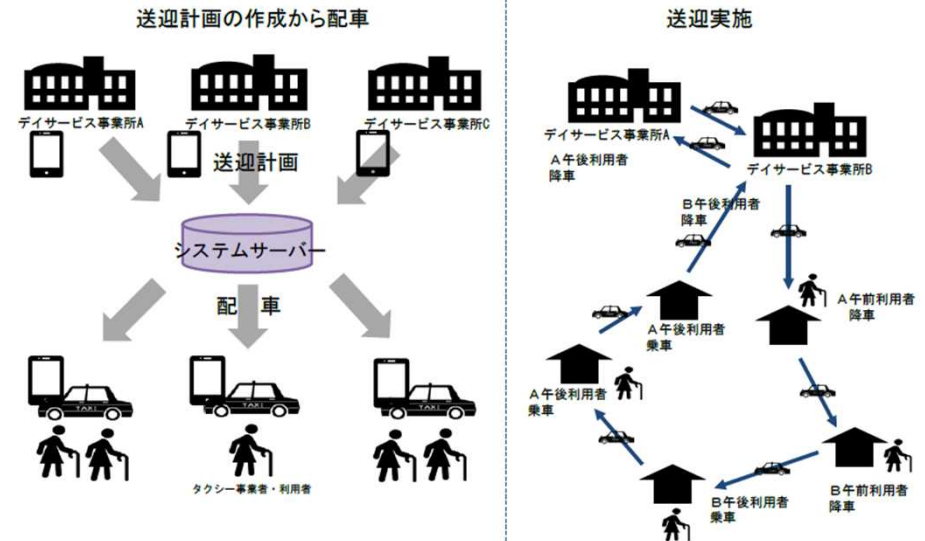 送迎計画の作成から配車
デイサービス事業所A
デイサービス事業所B
デイサービス事業所C
送迎計画
システムサーバー
配車
TAXI
TAXI
TAXI
タクシー事業者・利用者
送迎実施
デイサービス事業所A
A午後利用者
降車
デイサービス事業所B
B午後利用者
降車
A午前利用者
降車
A午後利用者
乗車
A午後利用者
乗車
B午前利用者
降車
B午後利用者
乗車